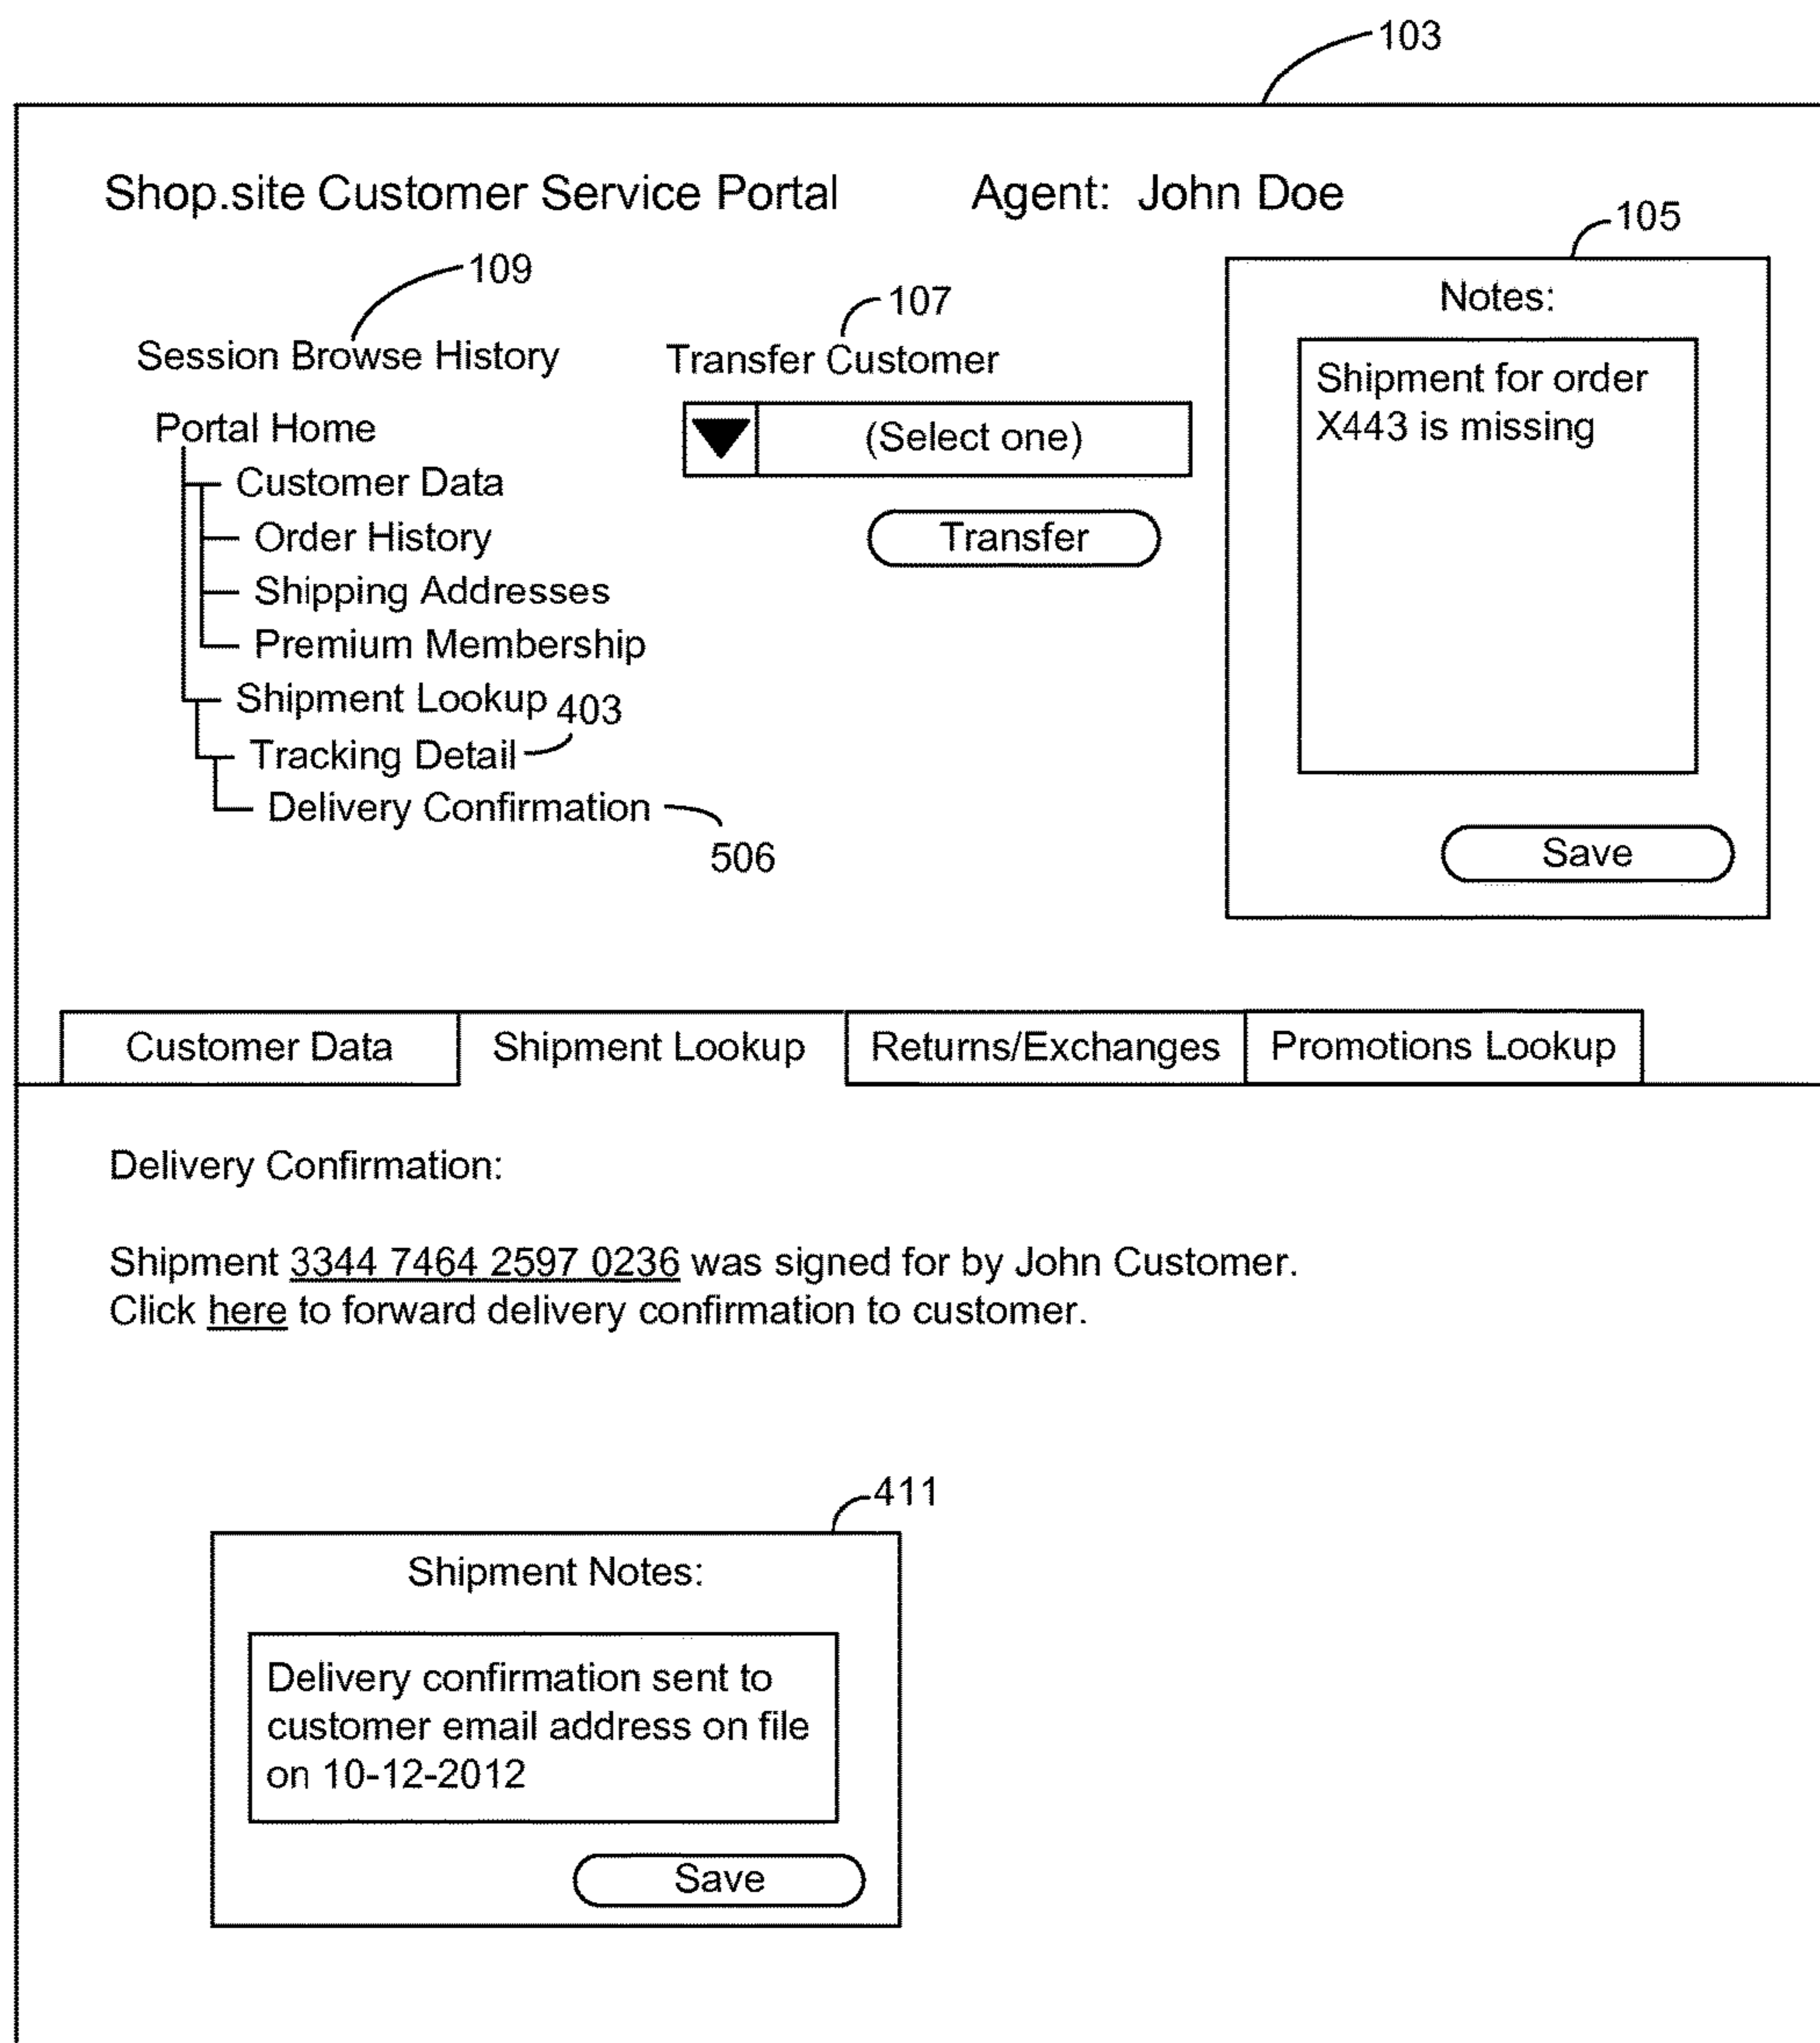 103
Shop.site Customer Service Portal
Agent: John Doe
109
107
105
Session Browse History
Portal Home
Customer Data
Order History
Shipping Addresses
Premium Membership
Shipment Lookup
403
Tracking Detail
Delivery Confirmation
506
Transfer Customer
(Select one)
Transfer
Notes:
Shipment for order
X443 is missing
Save
Customer Data
Shipment Lookup
Returns/Exchanges
Promotions Lookup
Delivery Confirmation:
Shipment 3344 7464 2597 0236 was signed for by John Customer.
Click here to forward delivery confirmation to customer.
411
Shipment Notes:
Delivery confirmation sent to
customer email address on file
on 10-12-2012
Save